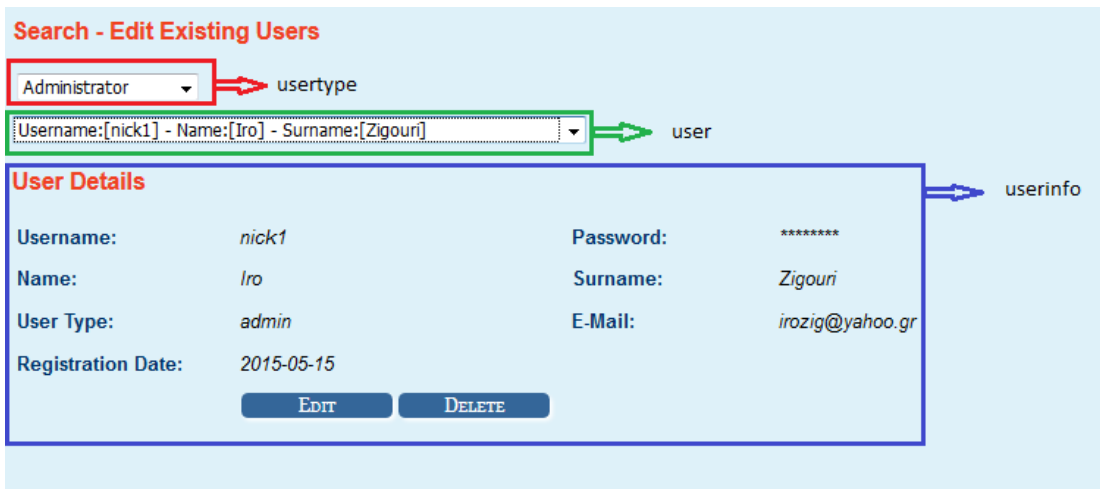 Search - Edit Existing Users
Administrator usertype
Username:[nick1] - Name:[Iro] - Surname:[Zigouri] user
User Details userinfo
Username: nick1 Password: ********
Name: Iro Surname: Zigouri
User Type: admin E-Mail: irozig@yahoo.gr
Registration Date: 2015-05-15
EDIT DELETE